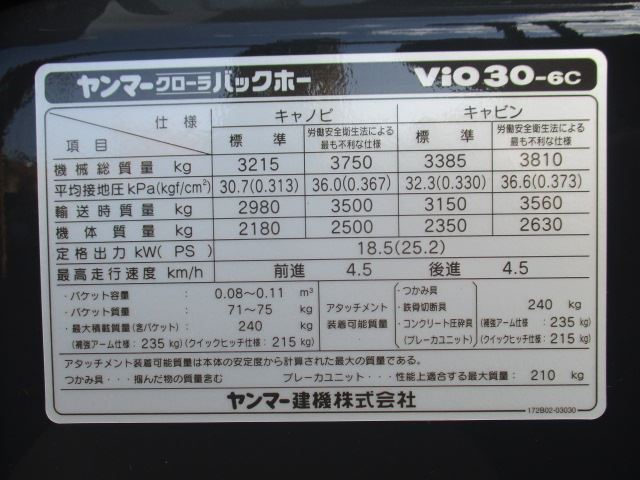 ヤンマークローラバックホー ViO30-6C
仕様 キャノピ キャビン
項目 標準 労働安全衛生法による最も不利な仕様 標準 労働安全衛生法による最も不利な仕様
機械総質量 kg 3215 3750 3385 3810
平均接地圧 kPa(kgf/cm²) 30.7(0.313) 36.0(0.367) 32.3(0.330) 36.6(0.373)
輸送時質量 kg 2980 3500 3150 3560
機体質量 kg 2180 2500 2350 2630
定格出力 kW(PS) 18.5(25.2)
最高走行速度 km/h 前進 4.5 後進 4.5
・バケット容量 : 0.08〜0.11 m³
・バケット質量 : 71〜75 kg
・最大積載質量(含バケット) : 240 kg
(補強アーム仕様 : 235 kg) (クイックヒッチ仕様 : 215 kg)
アタッチメント装着可能質量
・つかみ具
・鉄骨切断具
・コンクリート圧砕具
(ブレーカユニット)
240 kg
(補強アーム仕様 : 235 kg)
(クイックヒッチ仕様 : 215 kg)
アタッチメント装着可能質量は本体の安定度から計算された最大の質量である。
つかみ具・・・掴んだ物の質量含む ブレーカユニット・・・性能上適合する最大質量 : 210 kg
ヤンマー建機株式会社
172B02-03030